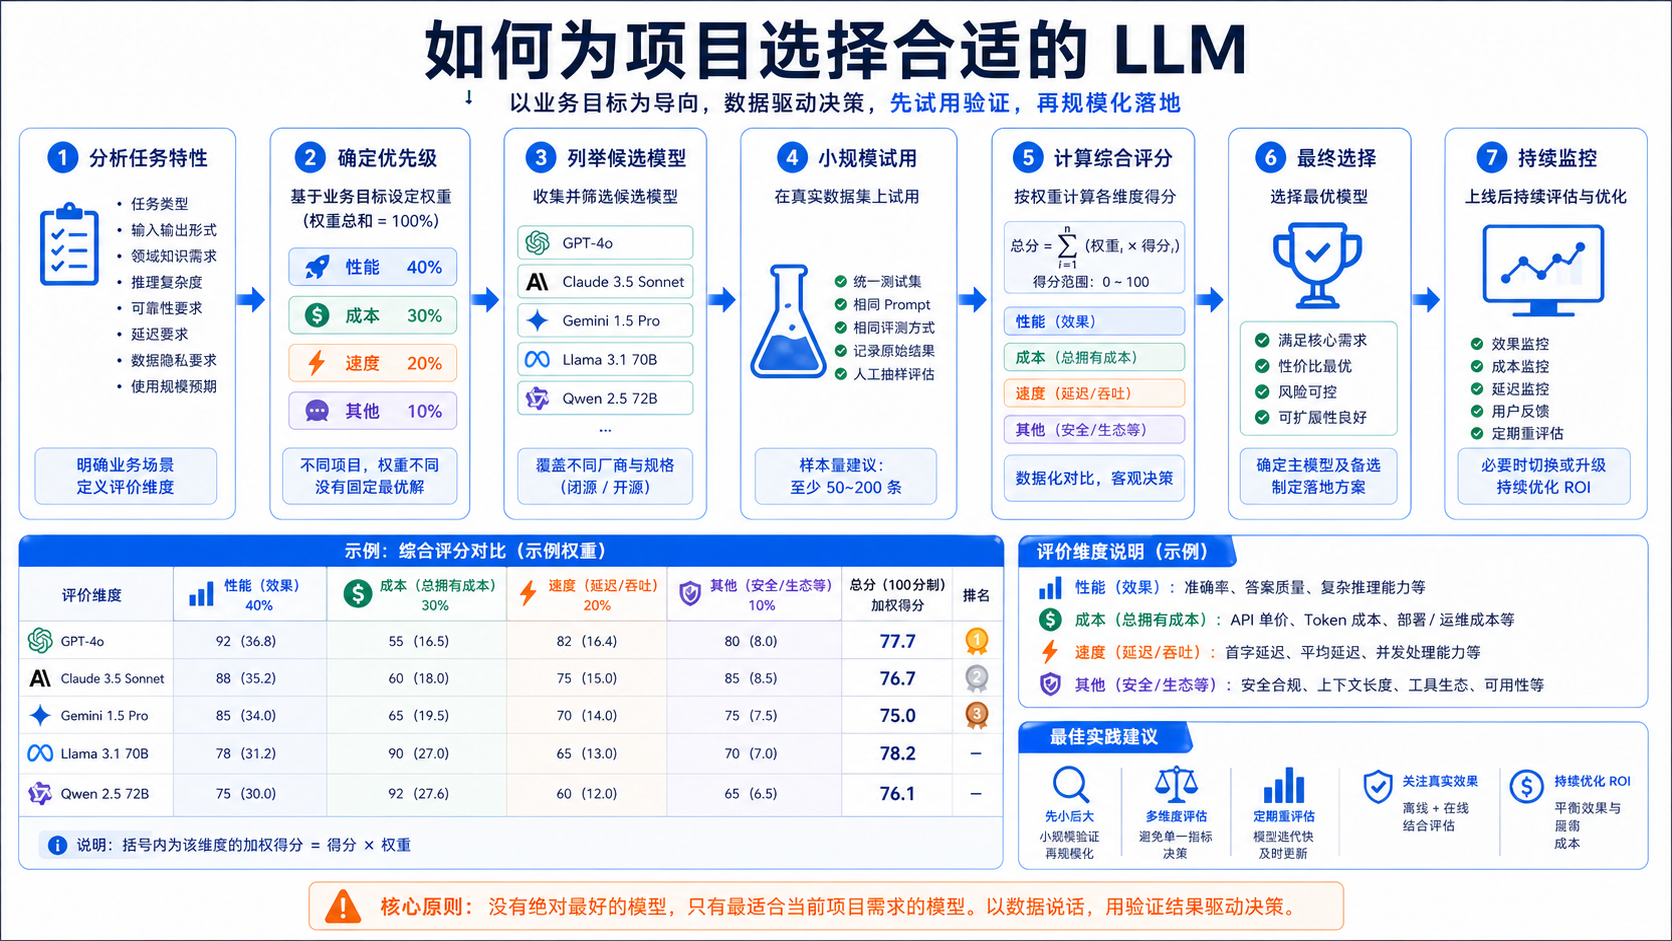 如何为项目选择合适的 LLM
以业务目标为导向，数据驱动决策，先试用验证，再规模化落地
1 分析任务特性
• 任务类型
• 输入输出形式
• 领域知识需求
• 推理复杂度
• 可靠性要求
• 延迟要求
• 数据隐私要求
• 使用规模预期
明确业务场景
定义评价维度
2 确定优先级
基于业务目标设定权重
(权重总和 = 100%)
性能 40%
成本 30%
速度 20%
其他 10%
不同项目，权重不同
没有固定最优解
3 列举候选模型
收集并筛选候选模型
GPT-4o
Claude 3.5 Sonnet
Gemini 1.5 Pro
Llama 3.1 70B
Qwen 2.5 72B
...
覆盖不同厂商与规格
（闭源 / 开源）
4 小规模试用
在真实数据集上试用
统一测试集
相同 Prompt
相同评测方式
记录原始结果
人工抽样评估
样本量建议：
至少 50~200 条
5 计算综合评分
按权重计算各维度得分
总分 = ∑ⁿᵢ₌₁ (权重ᵢ × 得分ᵢ)
得分范围：0 ~ 100
性能（效果）
成本（总拥有成本）
速度（延迟/吞吐）
其他（安全/生态等）
数据化对比，客观决策
6 最终选择
选择最优模型
满足核心需求
性价比最优
风险可控
可扩展性良好
确定主模型及备选
制定落地方案
7 持续监控
上线后持续评估与优化
效果监控
成本监控
延迟监控
用户反馈
定期重评估
必要时切换或升级
持续优化 ROI
示例：综合评分对比（示例权重）
评价维度 性能（效果） 40% 成本（总拥有成本） 30% 速度（延迟/吞吐） 20% 其他（安全/生态等） 10% 总分 (100分制) 加权得分 排名
GPT-4o 92 (36.8) 55 (16.5) 82 (16.4) 80 (8.0) 77.7 1
Claude 3.5 Sonnet 88 (35.2) 60 (18.0) 75 (15.0) 85 (8.5) 76.7 2
Gemini 1.5 Pro 85 (34.0) 65 (19.5) 70 (14.0) 75 (7.5) 75.0 3
Llama 3.1 70B 78 (31.2) 90 (27.0) 65 (13.0) 70 (7.0) 78.2 –
Qwen 2.5 72B 75 (30.0) 92 (27.6) 60 (12.0) 65 (6.5) 76.1 –
说明：括号内为该维度的加权得分 = 得分 × 权重
评价维度说明（示例）
性能（效果）：准确率、答案质量、复杂推理能力等
成本（总拥有成本）：API 单价、Token 成本、部署 / 运维成本等
速度（延迟/吞吐）：首字延迟、平均延迟、并发处理能力等
其他（安全/生态等）：安全合规、上下文长度、工具生态、可用性等
最佳实践建议
先小后大
小规模验证
再规模化
多维度评估
避免单一指标
决策
定期重评估
模型迭代快
及时更新
关注真实效果
离线 + 在线
结合评估
持续优化 ROI
平衡效果与
成本
核心原则：没有绝对最好的模型，只有最适合当前项目需求的模型。以数据说话，用验证结果驱动决策。